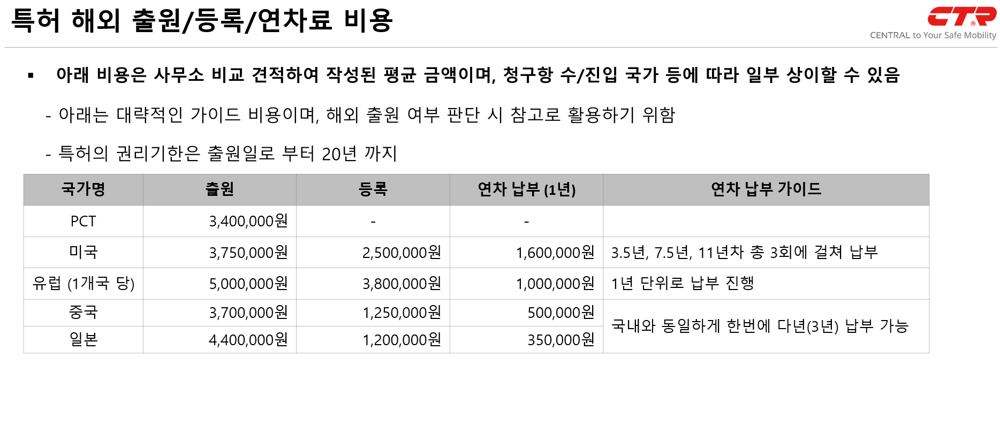 특허 해외 출원/등록/연차료 비용
CTR®
CENTRAL to Your Safe Mobility
▪ 아래 비용은 사무소 비교 견적하여 작성된 평균 금액이며, 청구항 수/진입 국가 등에 따라 일부 상이할 수 있음
- 아래는 대략적인 가이드 비용이며, 해외 출원 여부 판단 시 참고로 활용하기 위함
- 특허의 권리기한은 출원일로 부터 20년 까지
국가명 출원 등록 연차 납부 (1년) 연차 납부 가이드
PCT 3,400,000원 - -
미국 3,750,000원 2,500,000원 1,600,000원 3.5년, 7.5년, 11년차 총 3회에 걸쳐 납부
유럽 (1개국 당) 5,000,000원 3,800,000원 1,000,000원 1년 단위로 납부 진행
중국 3,700,000원 1,250,000원 500,000원 국내와 동일하게 한번에 다년(3년) 납부 가능
일본 4,400,000원 1,200,000원 350,000원